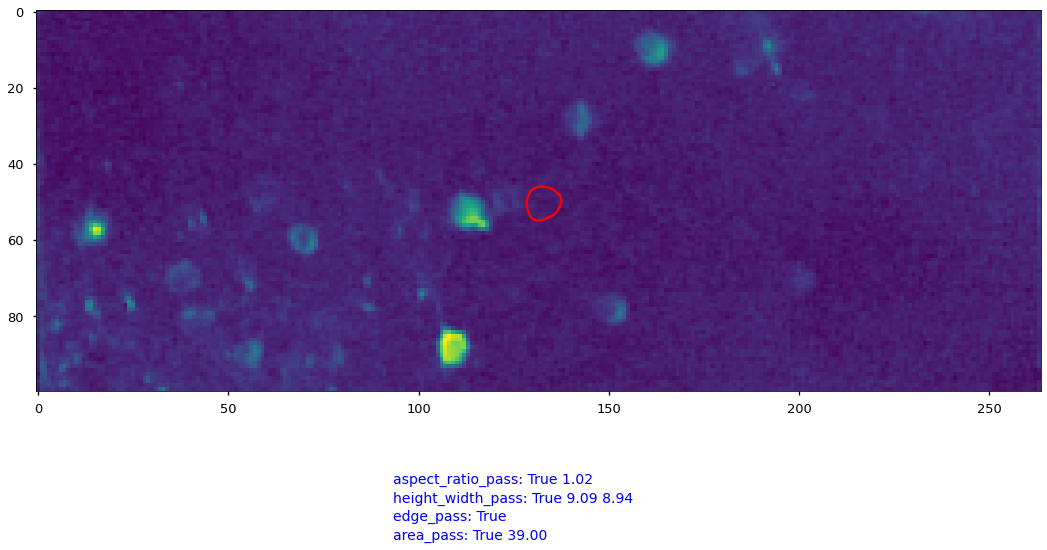 0
20
40
60
80
0 50 100 150 200 250
aspect_ratio_pass: True 1.02
height_width_pass: True 9.09 8.94
edge_pass: True
area_pass: True 39.00